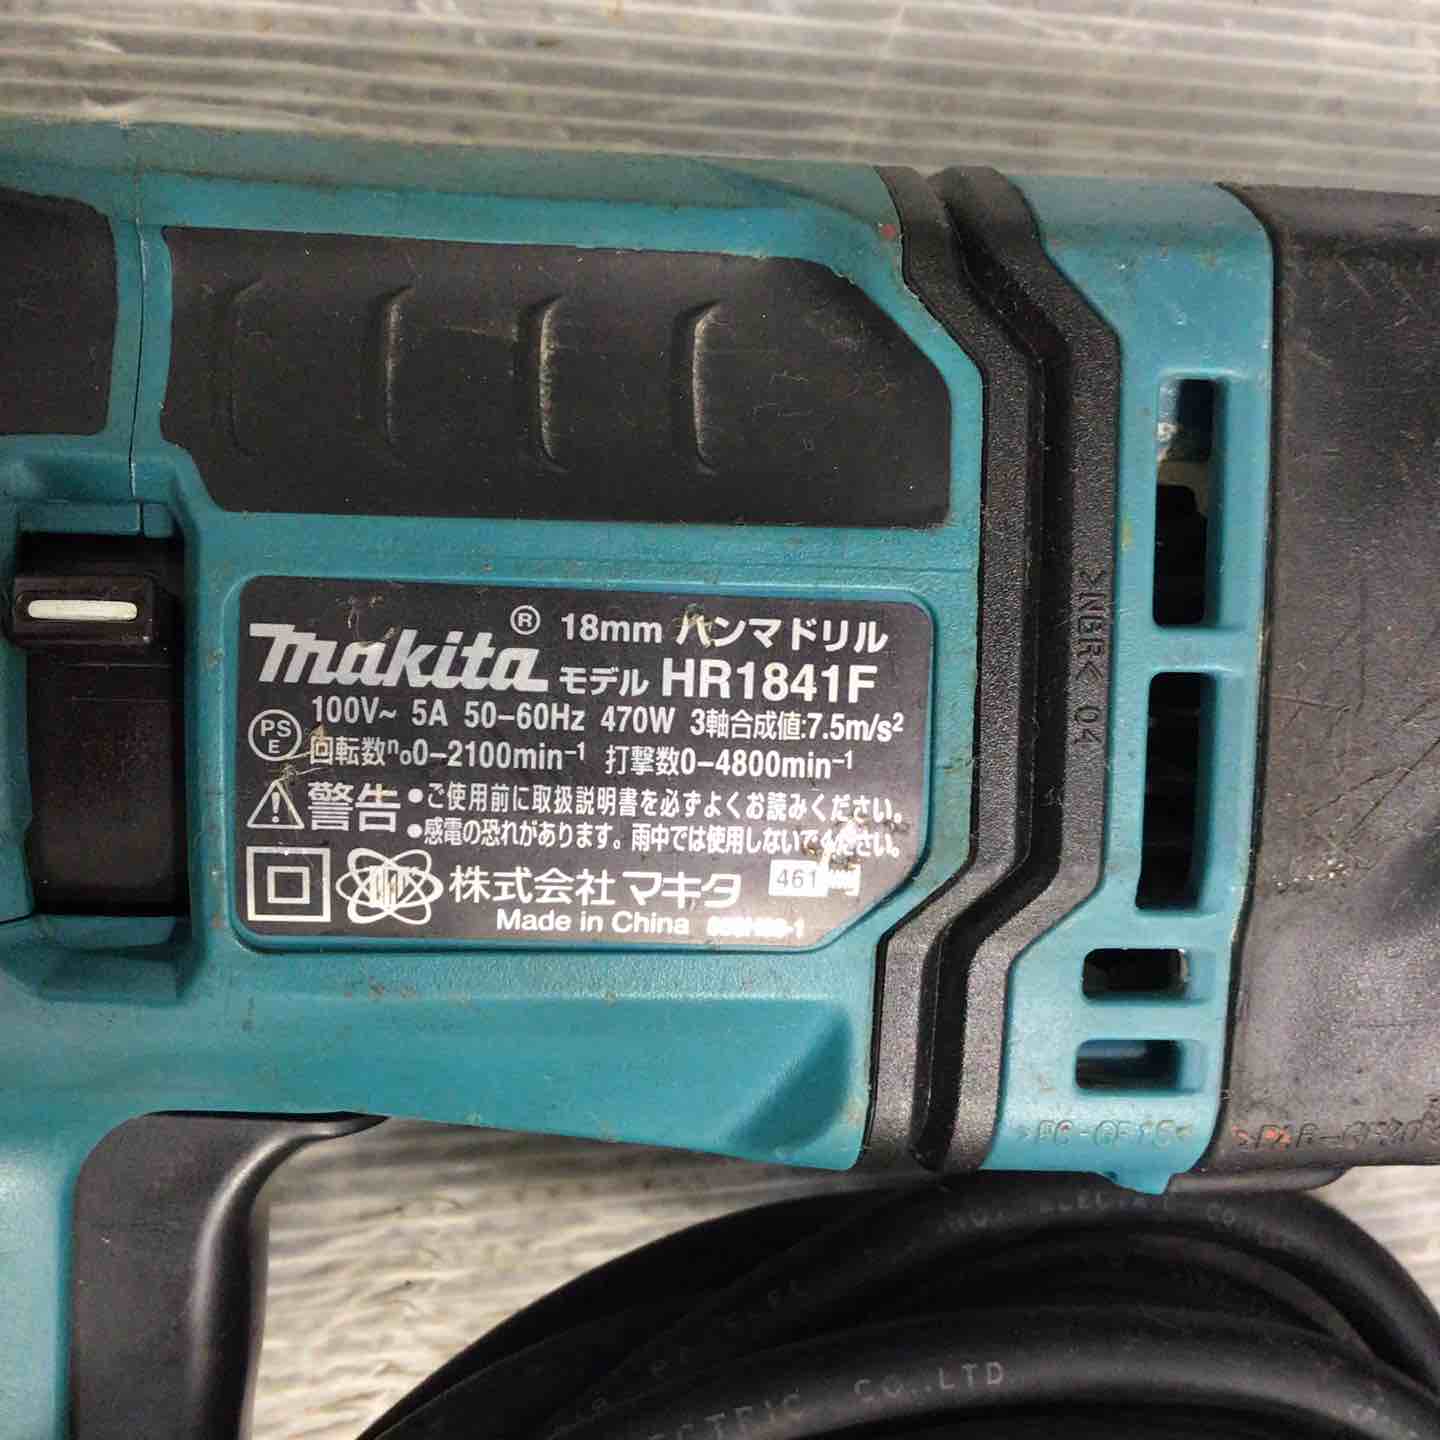 makita ® 18mm ハンマドリル
モデル HR1841F
100V~ 5A 50-60Hz 470W 3軸合成値:7.5m/s²
PS E
回転数n₀0-2100min⁻¹ 打撃数0-4800min⁻¹
警告 ●ご使用前に取扱説明書を必ずよくお読みください。
●感電の恐れがあります。雨中では使用しないでください。
株式会社 マキタ 461
Made in China
>NBR< 04
CO.,LTD